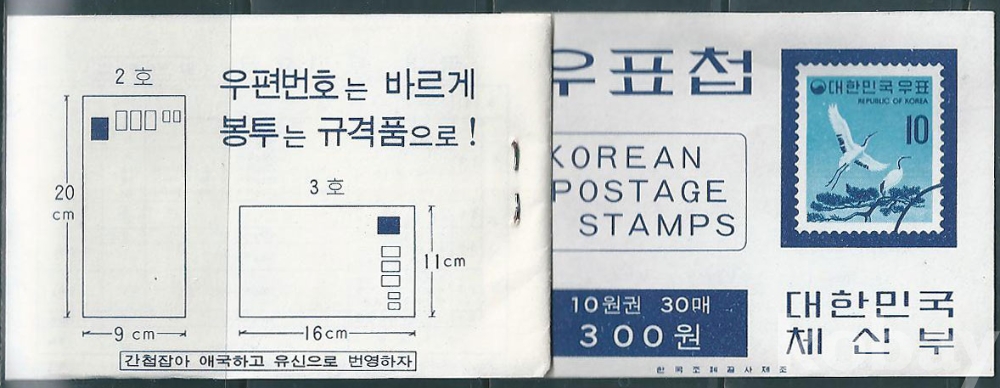 2 호
우편번호는 바르게
봉투는 규격품으로!
20
cm
9 cm
3 호
11cm
16cm
간첩잡아 애국하고 유신으로 번영하자
우표첩
KOREAN
POSTAGE
STAMPS
대한민국우표
REPUBLIC OF KOREA
10
10원권 30매
300원
대한민국
체신부